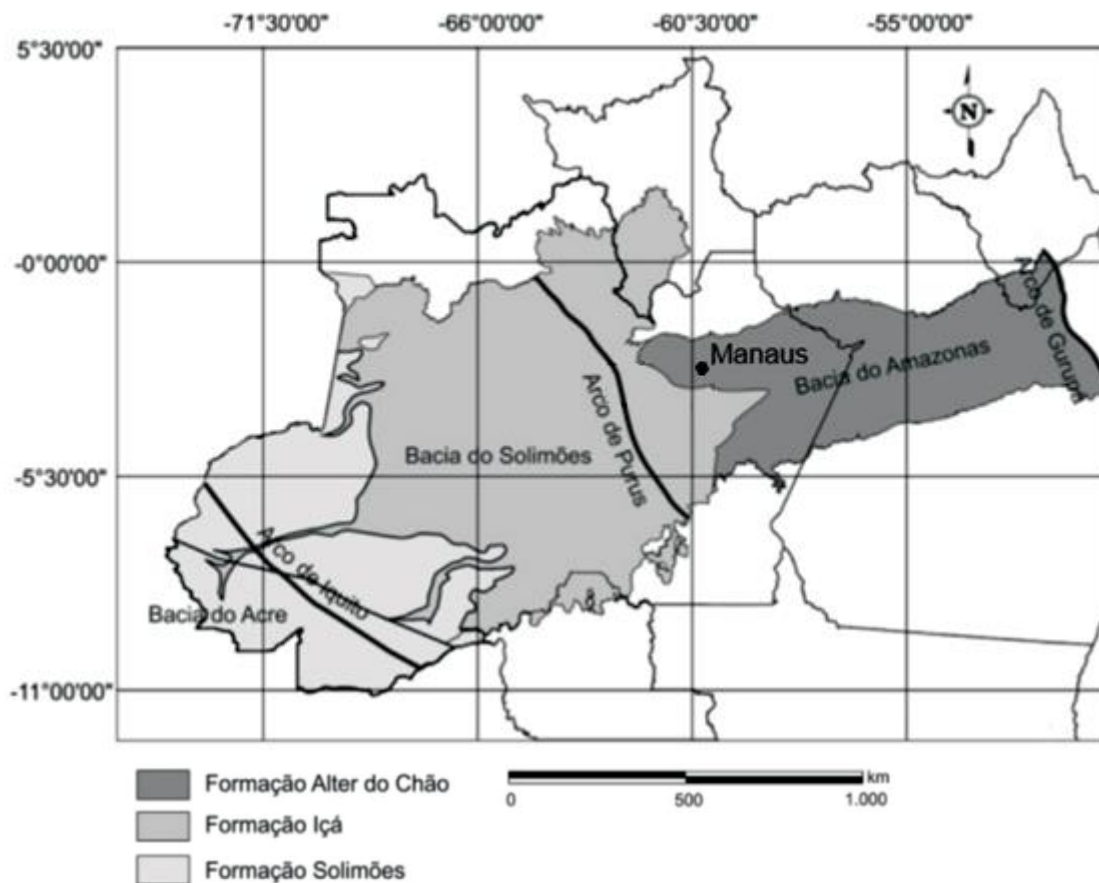 -71°30'00" -66°00'00" -60°30'00" -55°00'00"
5°30'00"
N
-0°00'00"
Manaus
Arco de Gurupá
Bacia do Amazonas
Arco de Purus
Bacia do Solimões
-5°30'00"
Arco de Iquito
Bacia do Acre
-11°00'00"
Formação Alter do Chão
km
0 500 1.000
Formação Içá
Formação Solimões